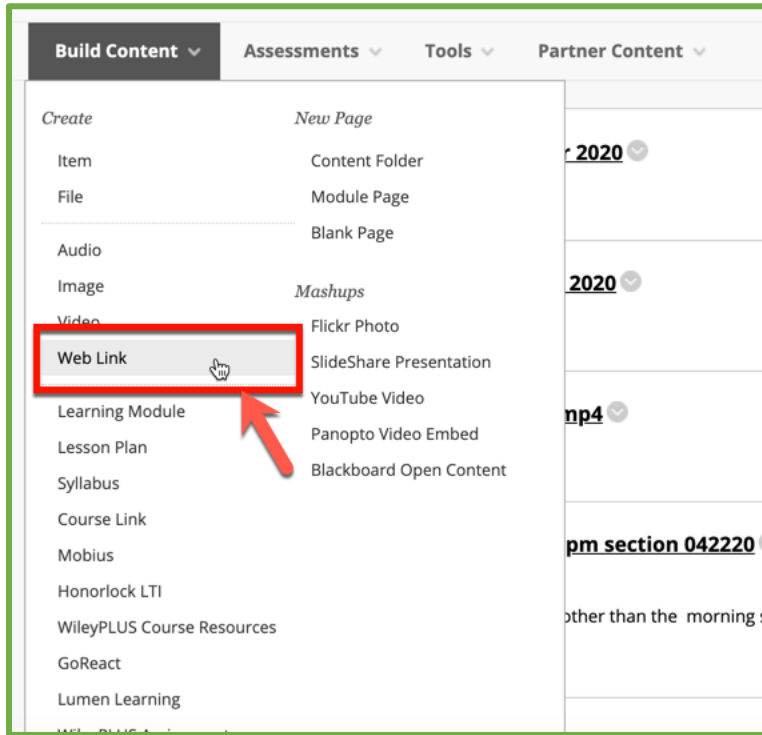 Build Content Assessments Tools Partner Content
Create
Item
File
Audio
Image
Video
Web Link
Learning Module
Lesson Plan
Syllabus
Course Link
Mobius
Honorlock LTI
WileyPLUS Course Resources
GoReact
Lumen Learning
New Page
Content Folder
Module Page
Blank Page
Mashups
Flickr Photo
SlideShare Presentation
YouTube Video
Panopto Video Embed
Blackboard Open Content
2020
2020
mp4
pm section 042220
other than the morning